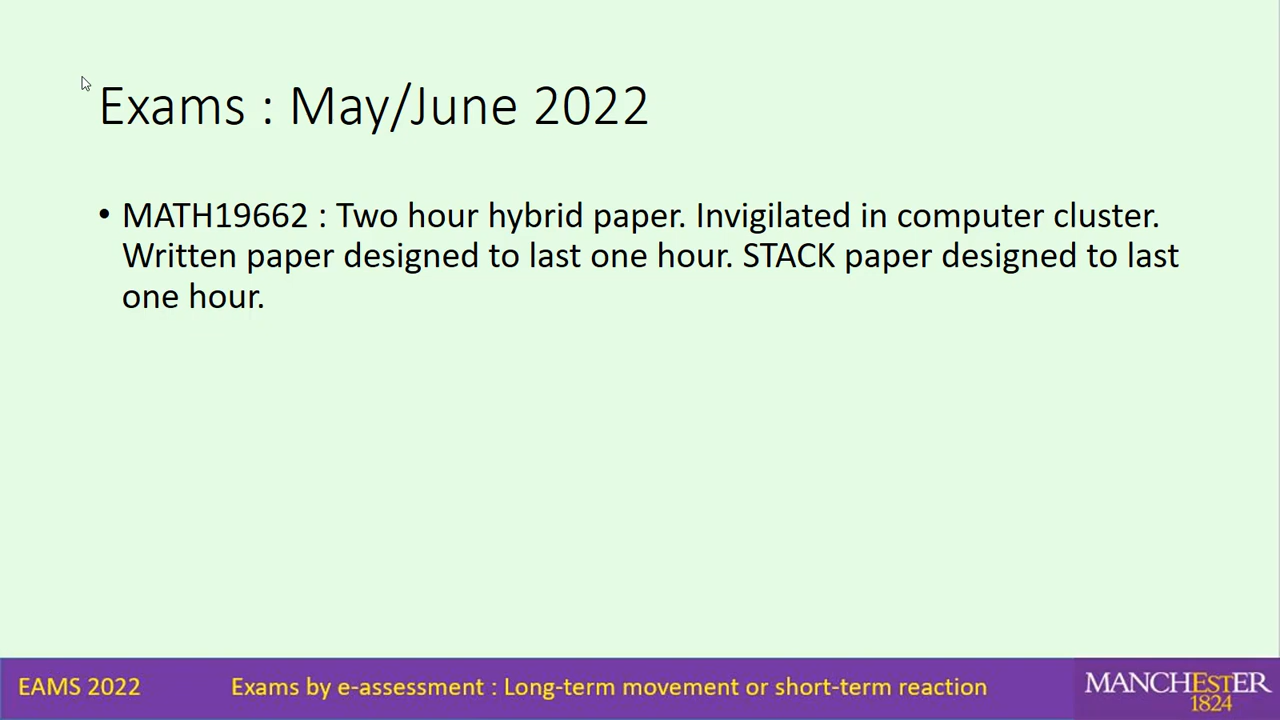 Exams : May/June 2022
• MATH19662 : Two hour hybrid paper. Invigilated in computer cluster.
Written paper designed to last one hour. STACK paper designed to last
one hour.
EAMS 2022
Exams by e-assessment : Long-term movement or short-term reaction
MANCHESTER
1824